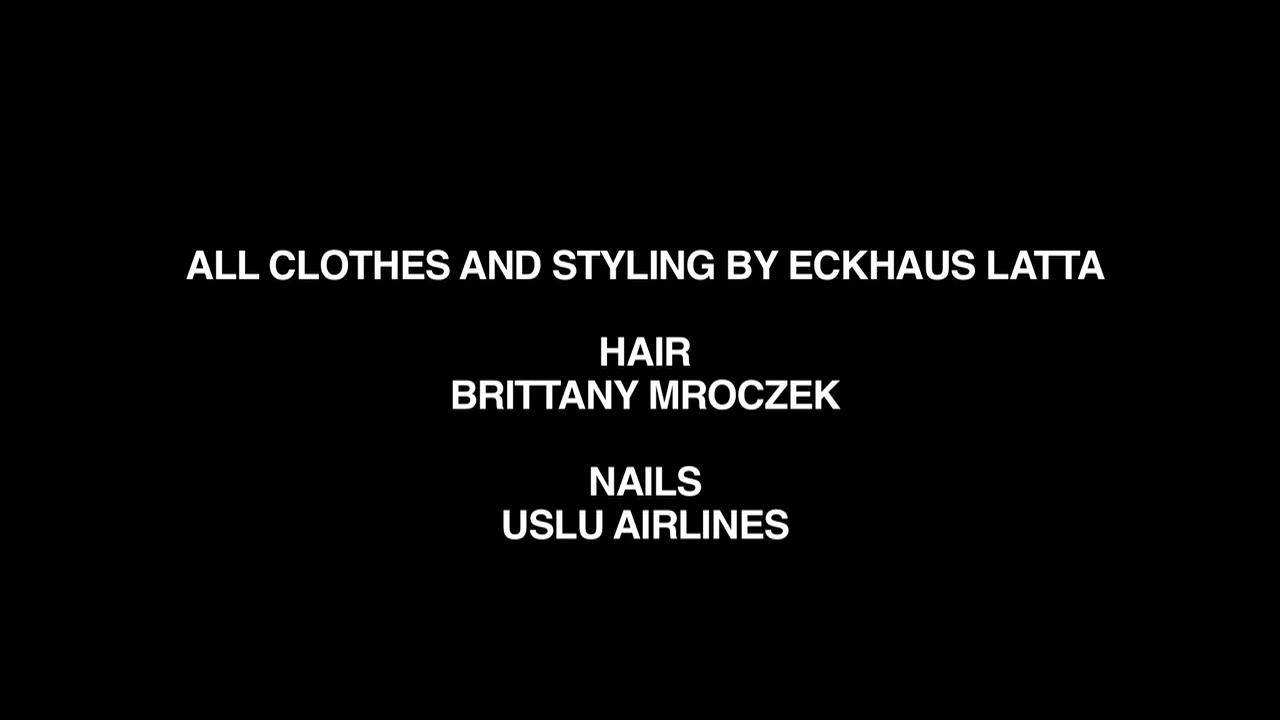 ALL CLOTHES AND STYLING BY ECKHAUS LATTA
HAIR
BRITTANY MROCZEK
NAILS
USLU AIRLINES